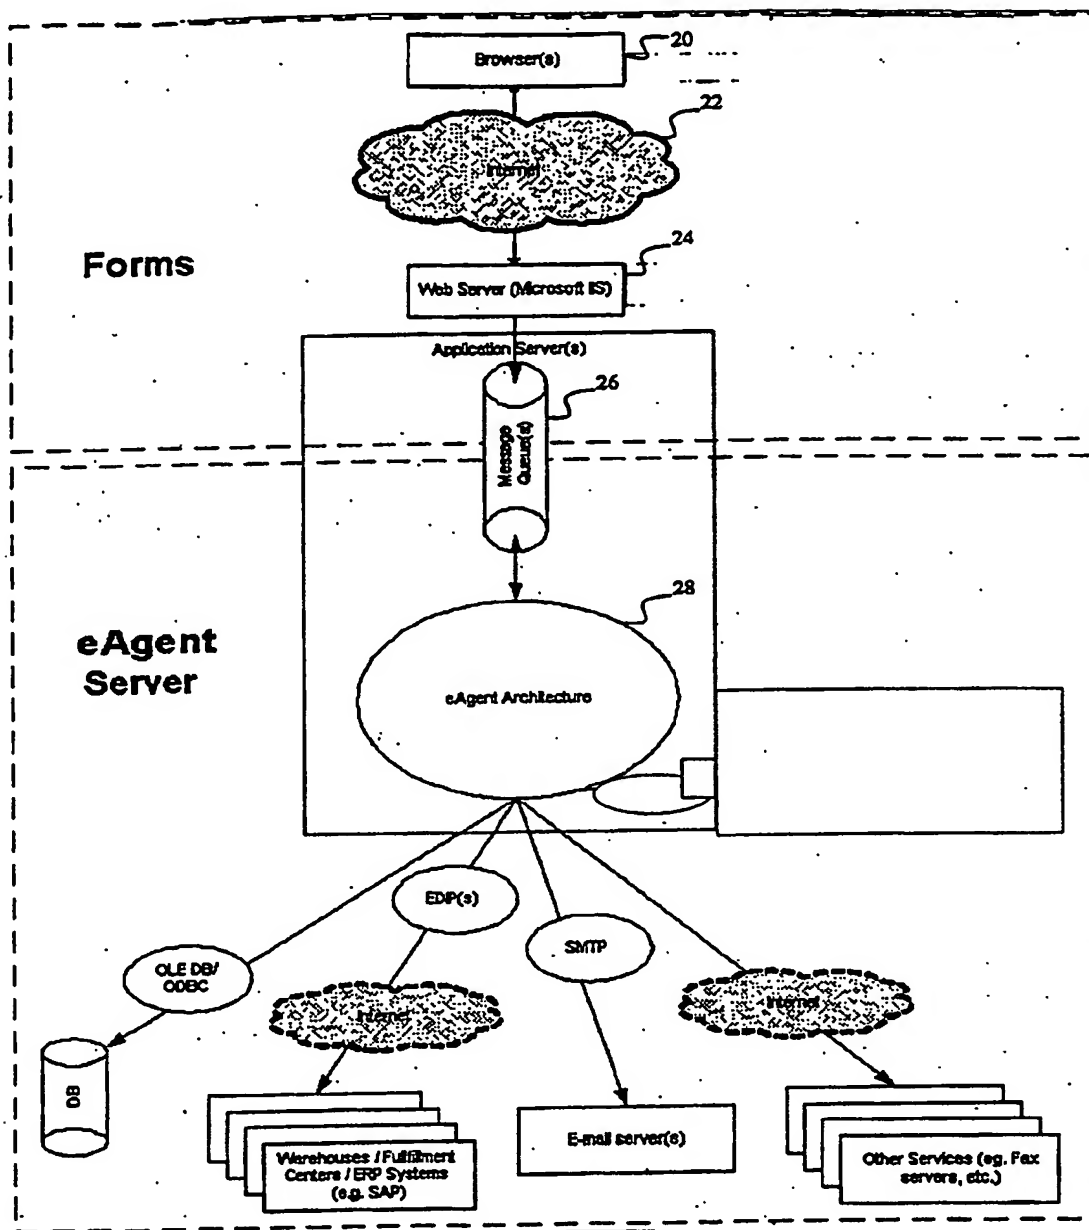 20
Browser(s)
22
Internet
24
Forms
Web Server (Microsoft IIS)
Application Server(s)
26
Message
Queue(s)
28
eAgent
Server
eAgent Architecture
EDIP(s)
SMTP
OLE DB/
ODBC
Internet
Internet
DB
Warehouses / Fulfillment
Centers / ERP Systems
(e.g. SAP)
E-mail server(s)
Other Services (eg. Fax
servers, etc.)